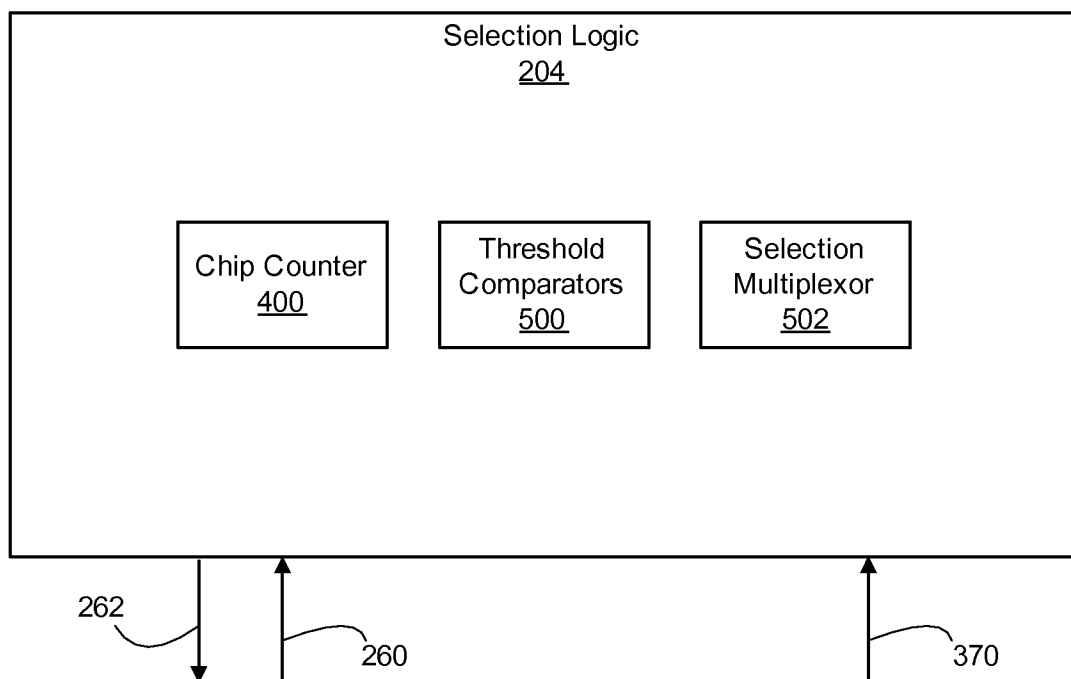 Selection Logic
204
Chip Counter
400
Threshold
Comparators
500
Selection
Multiplexor
502
262
260
370